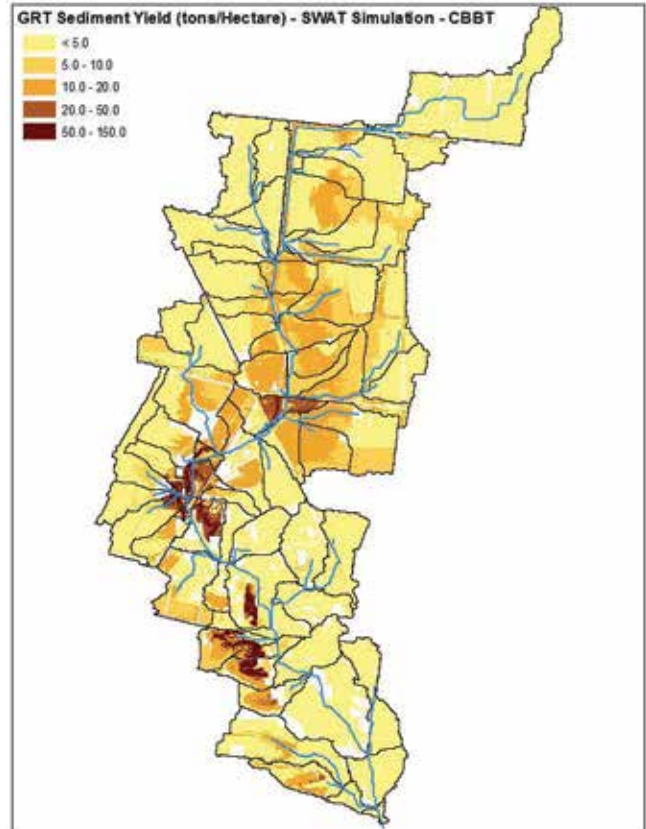 GRT Sediment Yield (tons/Hectare) - SWAT Simulation - CBBT
< 5.0
5.0 - 10.0
10.0 - 20.0
20.0 - 50.0
50.0 - 150.0